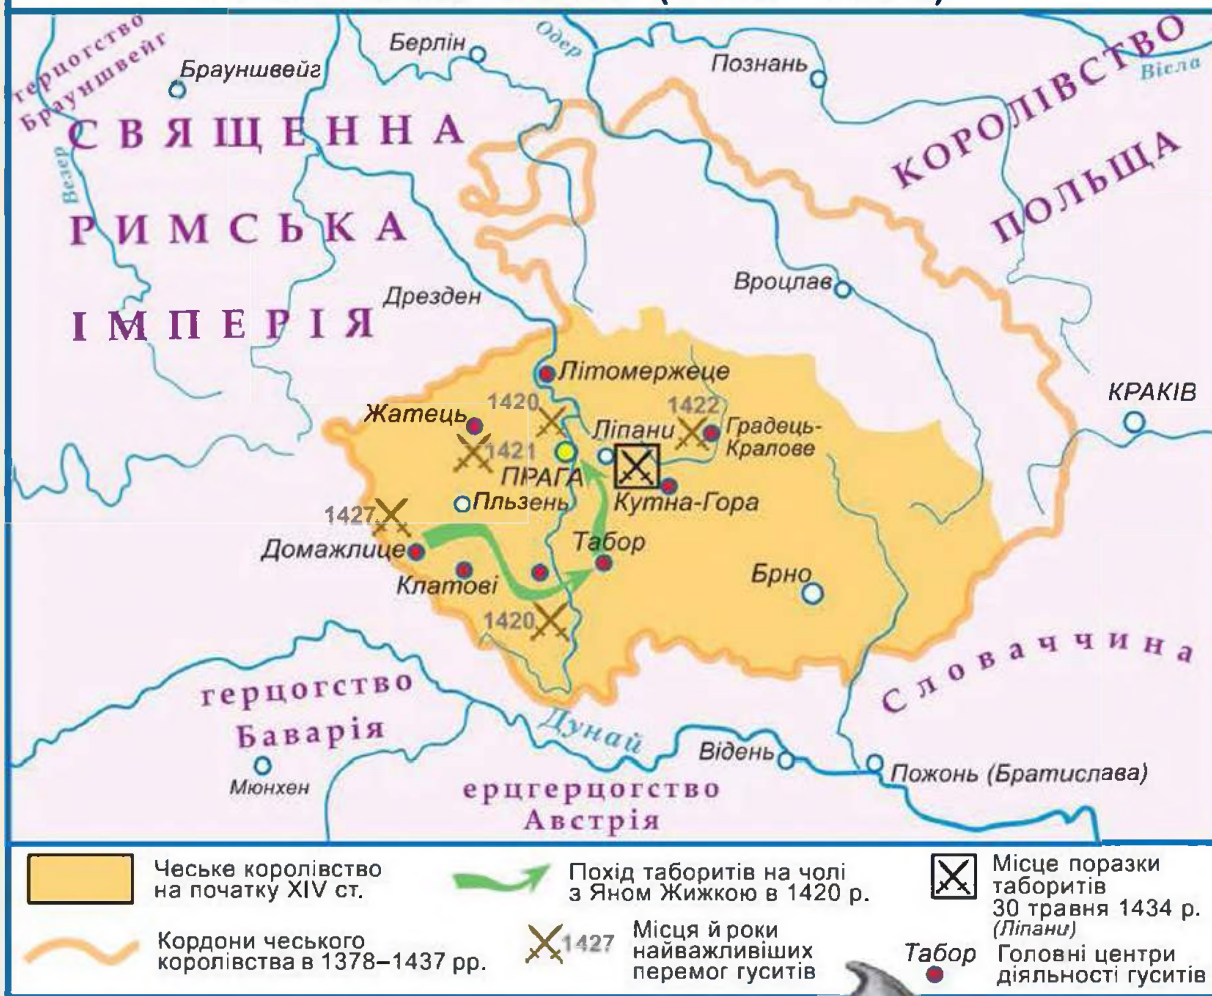 герцогство
Брауншвейг
Брауншвейг
Берлін
Одер
Познань
Вісла
КОРОЛІВСТВО
ПОЛЬЩА
Везер
СВЯЩЕННА
РИМСЬКА
ІМПЕРІЯ
Дрезден
Вроцлав
КРАКІВ
Літомержеце
Жатець
1420
1422
Ліпани
Градець-
Кралове
1421
ПРАГА
Пльзень
Кутна-Гора
1427
Домажлице
Табор
Клатові
Брно
1420
Словаччина
герцогство
Баварія
Мюнхен
Дунай
Відень
Пожонь (Братислава)
ерцгерцогство
Австрія
Чеське королівство
на початку XIV ст.
Кордони чеського
королівства в 1378–1437 рр.
Похід таборитів на чолі
з Яном Жижкою в 1420 р.
1427
Місця й роки
найважливіших
перемог гуситів
Місце поразки
таборитів
30 травня 1434 р.
(Ліпани)
Табор
Головні центри
діяльності гуситів